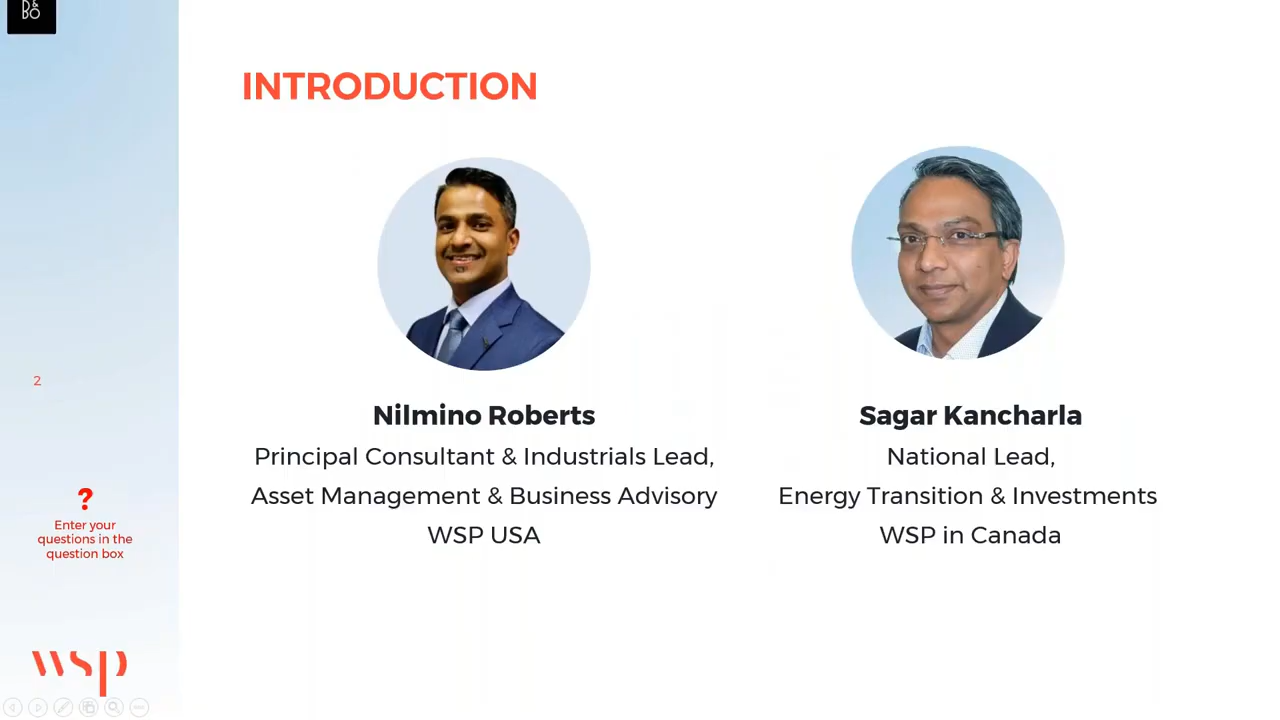 B&
BO
INTRODUCTION
Nilmino Roberts
Principal Consultant & Industrials Lead,
Asset Management & Business Advisory
WSP USA
Sagar Kancharla
National Lead,
Energy Transition & Investments
WSP in Canada
2
?
Enter your
questions in the
question box
wsp